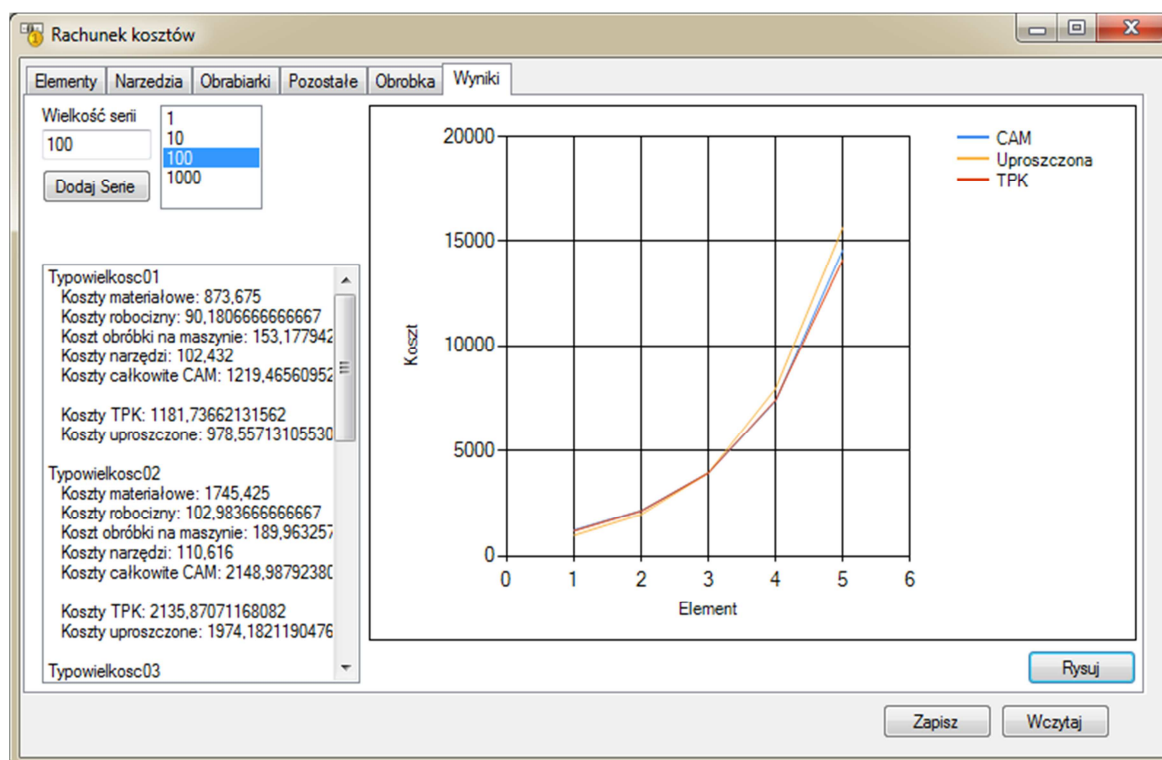 Rachunek kosztów
Elementy Narzedzia Obrabiarki Pozostałe Obrobka Wyniki
Wielkość serii
100
Dodaj Serie
1
10
100
1000
Typowielkosc01
Koszty materiałowe: 873,675
Koszty robocizny: 90,1806666666667
Koszt obróbki na maszynie: 153,177942
Koszty narzędzi: 102,432
Koszty całkowite CAM: 1219,46560952
Koszty TPK: 1181,73662131562
Koszty uproszczone: 978,55713105530
Typowielkosc02
Koszty materiałowe: 1745,425
Koszty robocizny: 102,983666666667
Koszt obróbki na maszynie: 189,963257
Koszty narzędzi: 110,616
Koszty całkowite CAM: 2148,98792380
Koszty TPK: 2135,87071168082
Koszty uproszczone: 1974,1821190476
Typowielkosc03
20000
15000
10000
5000
0
Koszt
0 1 2 3 4 5 6
Element
CAM
Uproszczona
TPK
Rysuj
Zapisz Wczytaj